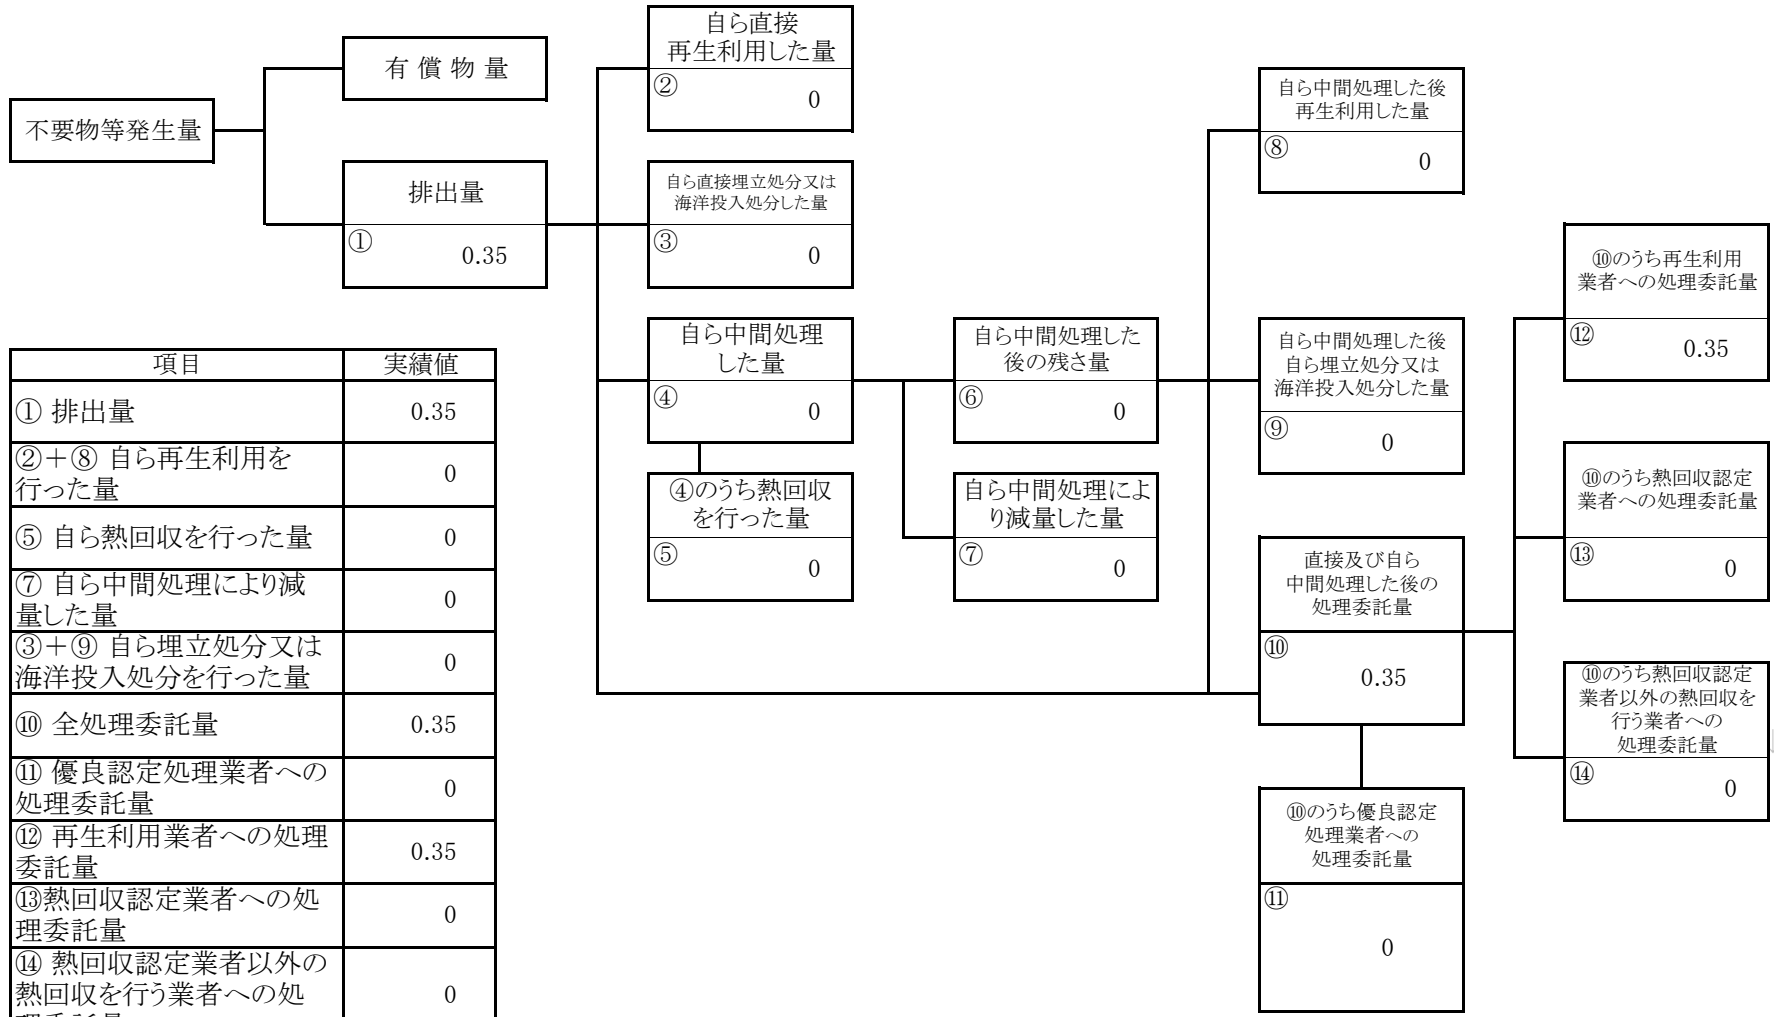 不要物等発生量
有 償 物 量
排出量
①
0.35
自ら直接
再生利用した量
②
0
自ら直接埋立処分又は
海洋投入処分した量
③
0
自ら中間処理
した量
④
0
④のうち熱回収
を行った量
⑤
0
自ら中間処理した
後の残さ量
⑥
0
自ら中間処理によ
り減量した量
⑦
0
自ら中間処理した後
再生利用した量
⑧
0
自ら中間処理した後
自ら埋立処分又は
海洋投入処分した量
⑨
0
直接及び自ら
中間処理した後の
処理委託量
⑩
0.35
⑩のうち優良認定
処理業者への
処理委託量
⑪
0
⑩のうち再生利用
業者への処理委託量
⑫
0.35
⑩のうち熱回収認定
業者への処理委託量
⑬
0
⑩のうち熱回収認定
業者以外の熱回収を
行う業者への
処理委託量
⑭
0
項目 実績値
① 排出量 0.35
②＋⑧ 自ら再生利用を
行った量
0
⑤ 自ら熱回収を行った量 0
⑦ 自ら中間処理により減
量した量
0
③＋⑨ 自ら埋立処分又は
海洋投入処分を行った量
0
⑩ 全処理委託量 0.35
⑪ 優良認定処理業者への
処理委託量
0
⑫ 再生利用業者への処理
委託量
0.35
⑬熱回収認定業者への処
理委託量
0
⑭ 熱回収認定業者以外の
熱回収を行う業者への処
0